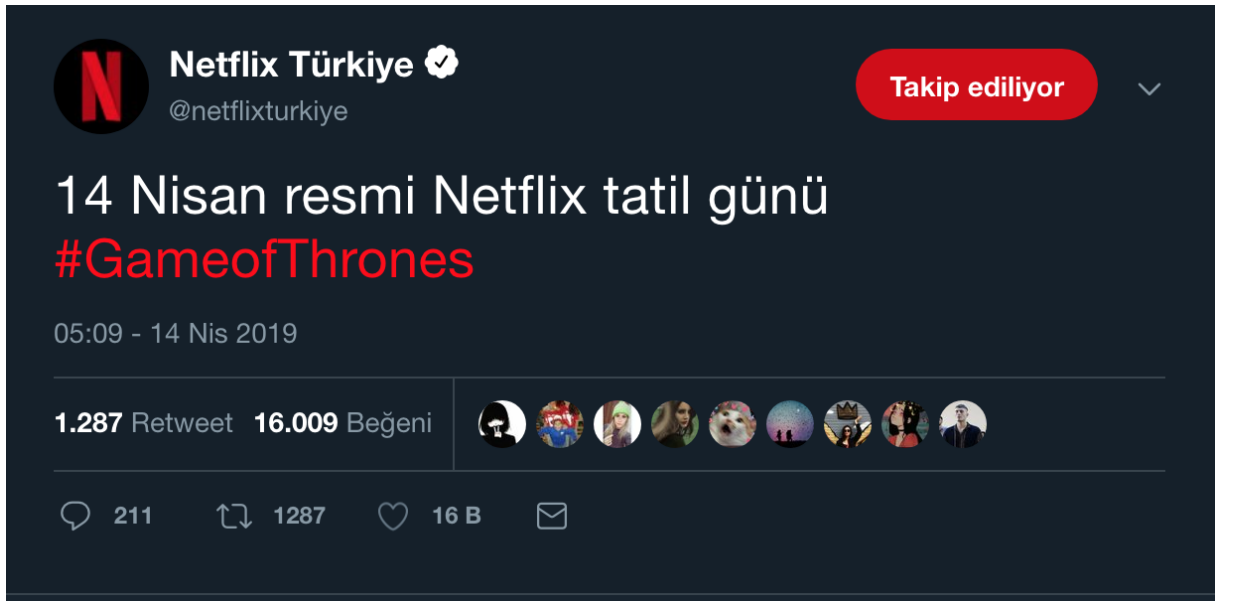 Netflix Türkiye
@netflixturkiye
Takip ediliyor
14 Nisan resmi Netflix tatil günü
#GameofThrones
05:09 - 14 Nis 2019
1.287 Retweet 16.009 Beğeni
211 1287 16 B